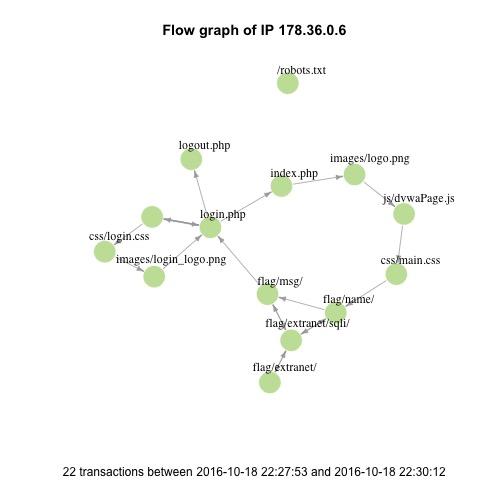 Flow graph of IP 178.36.0.6
/robots.txt
logout.php
images/logo.png
index.php
js/dvwaPage.js
login.php
css/login.css
images/login_logo.png
css/main.css
flag/msg/
flag/name/
flag/extranet/sqli/
flag/extranet/
22 transactions between 2016-10-18 22:27:53 and 2016-10-18 22:30:12